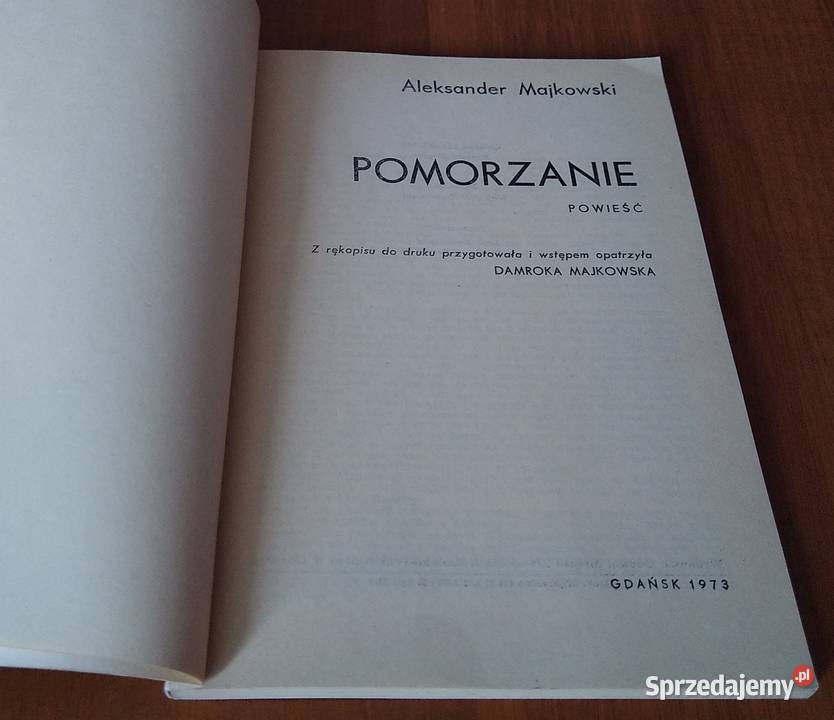 Aleksander Majkowski
POMORZANIE
POWIEŚĆ
Z rękopisu do druku przygotowała i wstępem opatrzyła
DAMROKA MAJKOWSKA
GDAŃSK 1973
Sprzedajemy.pl